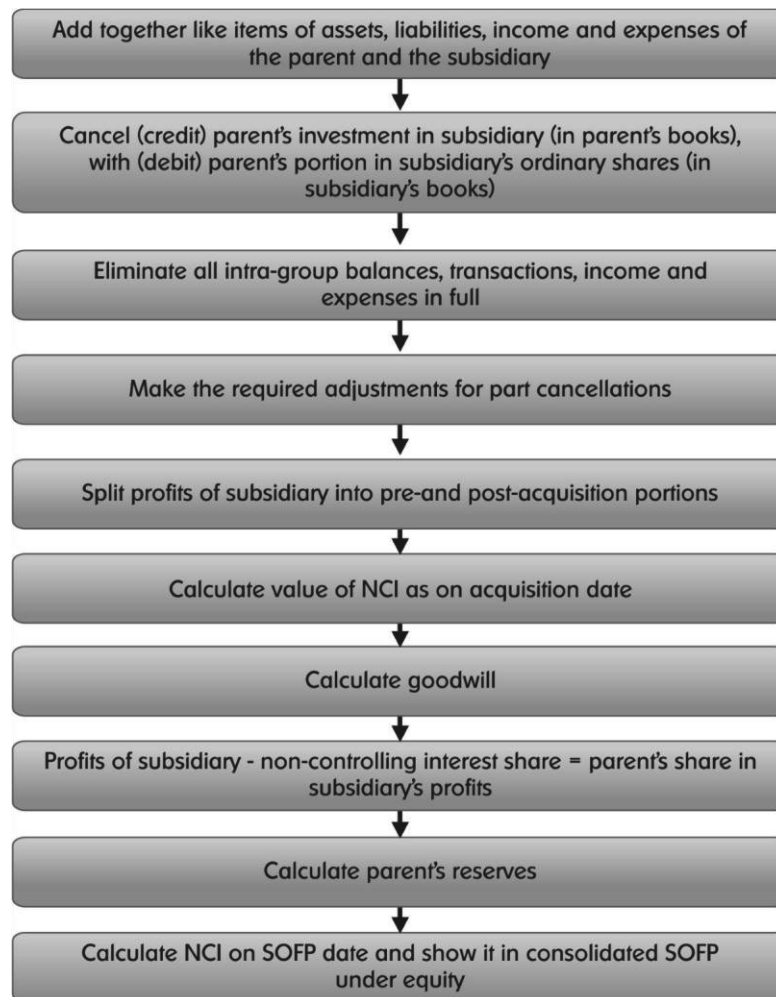 Add together like items of assets, liabilities, income and expenses of
the parent and the subsidiary
Cancel (credit) parent's investment in subsidiary (in parent's books),
with (debit) parent's portion in subsidiary's ordinary shares (in
subsidiary's books)
Eliminate all intra-group balances, transactions, income and
expenses in full
Make the required adjustments for part cancellations
Split profits of subsidiary into pre-and post-acquisition portions
Calculate value of NCI as on acquisition date
Calculate goodwill
Profits of subsidiary - non-controlling interest share = parent's share in
subsidiary's profits
Calculate parent's reserves
Calculate NCI on SOFP date and show it in consolidated SOFP
under equity